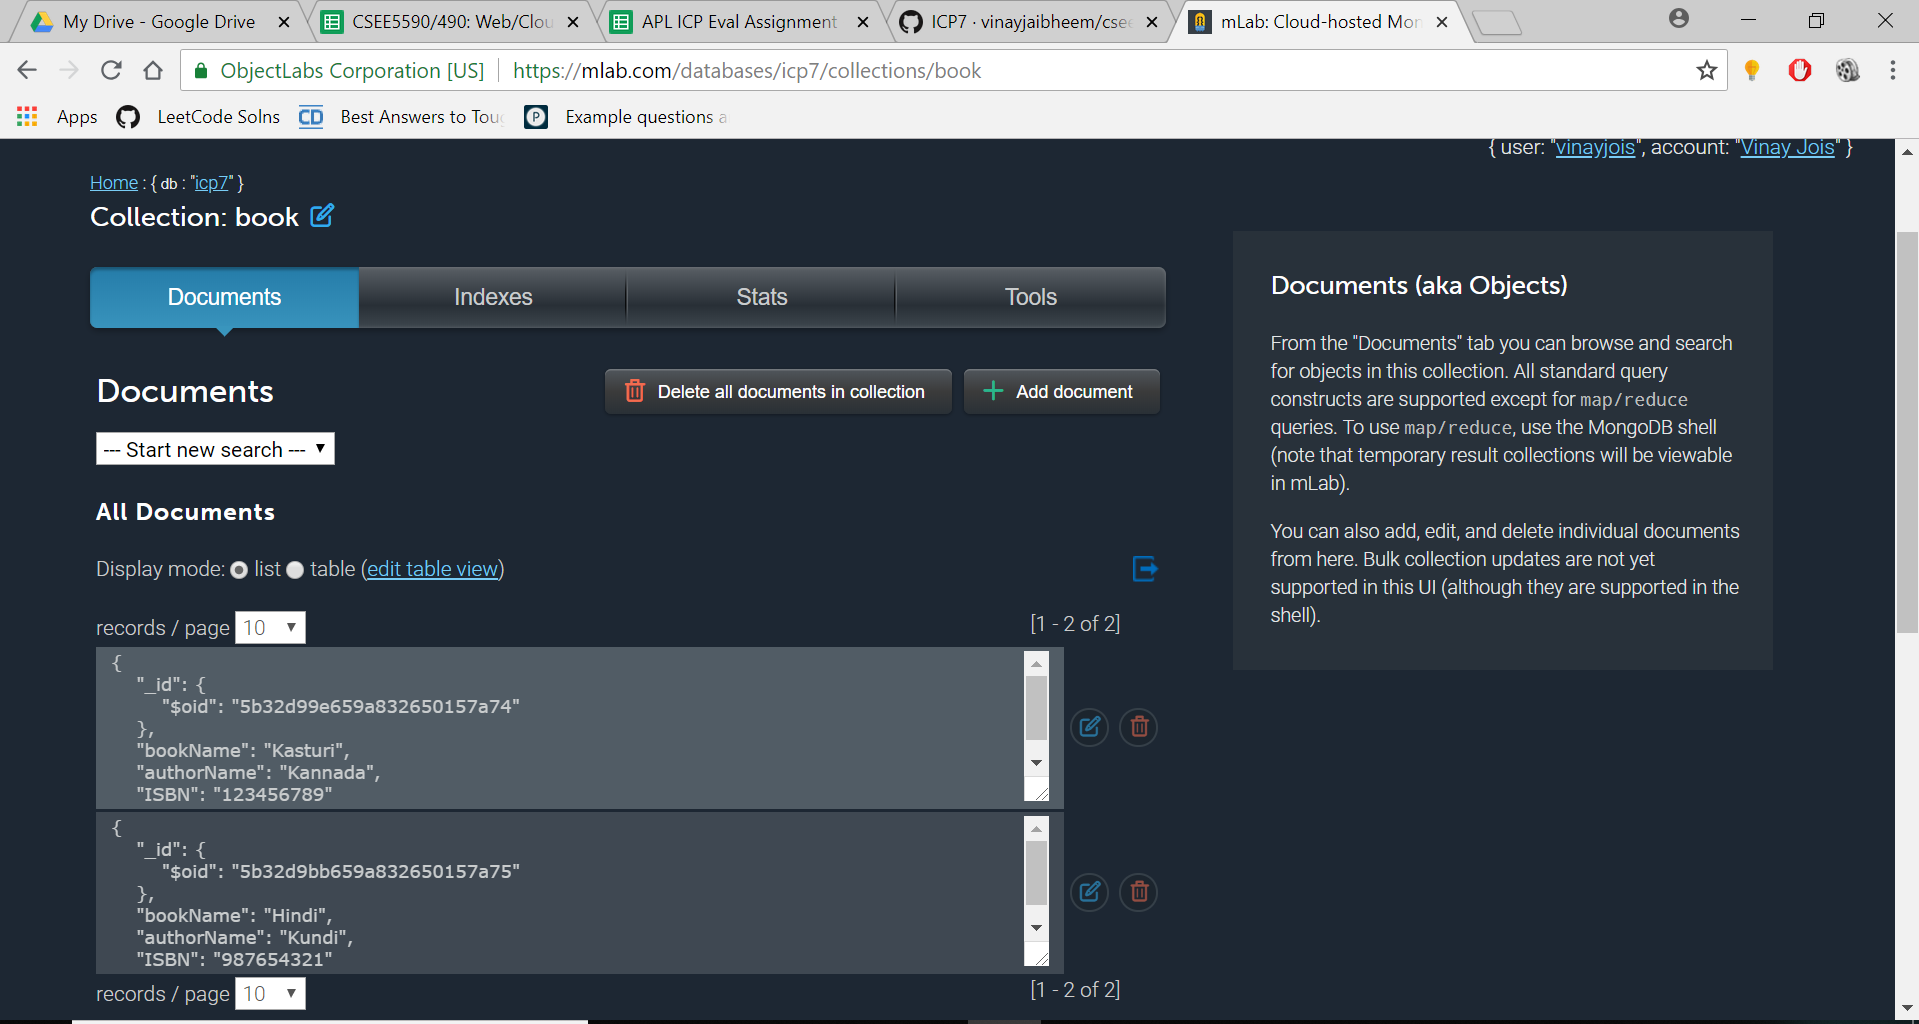 My Drive - Google Drive
CSEE5590/490: Web/Clou
APL ICP Eval Assignment
ICP7 · vinayjaibheem/csee
mLab: Cloud-hosted Mon
ObjectLabs Corporation [US]
https://mlab.com/databases/icp7/collections/book
Apps
LeetCode Solns
CD
Best Answers to Toug
P
Example questions a
{ user: "vinayjois", account: "Vinay Jois" }
Home : { db : "icp7" }
Collection: book
Documents
Indexes
Stats
Tools
Documents
Delete all documents in collection
Add document
--- Start new search ---
All Documents
Display mode: list table (edit table view)
records / page 10
[1 - 2 of 2]
{
"_id": {
"$oid": "5b32d99e659a832650157a74"
},
"bookName": "Kasturi",
"authorName": "Kannada",
"ISBN": "123456789"
{
"_id": {
"$oid": "5b32d9bb659a832650157a75"
},
"bookName": "Hindi",
"authorName": "Kundi",
"ISBN": "987654321"
records / page 10
[1 - 2 of 2]
Documents (aka Objects)
From the "Documents" tab you can browse and search
for objects in this collection. All standard query
constructs are supported except for map/reduce
queries. To use map/reduce, use the MongoDB shell
(note that temporary result collections will be viewable
in mLab).
You can also add, edit, and delete individual documents
from here. Bulk collection updates are not yet
supported in this UI (although they are supported in the
shell).